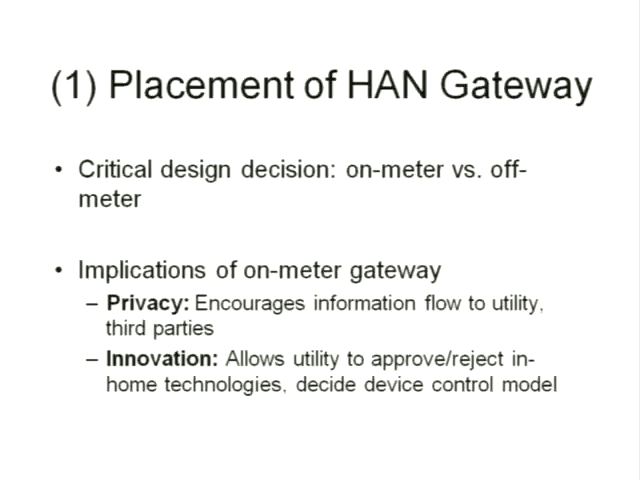 (1) Placement of HAN Gateway
• Critical design decision: on-meter vs. off-
meter
• Implications of on-meter gateway
– Privacy: Encourages information flow to utility,
third parties
– Innovation: Allows utility to approve/reject in-
home technologies, decide device control model